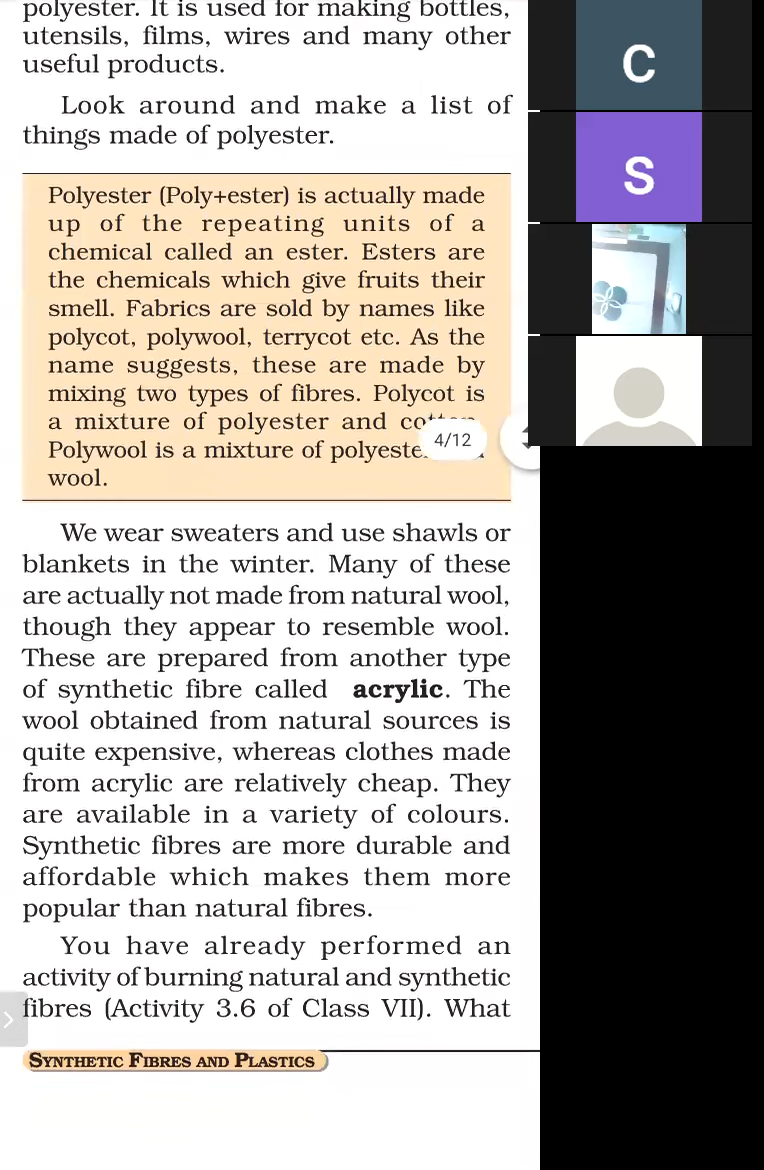 polyester. It is used for making bottles,
utensils, films, wires and many other
useful products.
Look around and make a list of
things made of polyester.
Polyester (Poly+ester) is actually made
up of the repeating units of a
chemical called an ester. Esters are
the chemicals which give fruits their
smell. Fabrics are sold by names like
polycot, polywool, terrycot etc. As the
name suggests, these are made by
mixing two types of fibres. Polycot is
a mixture of polyester and
Polywool is a mixture of
wool.
4/12
We wear sweaters and use shawls or
blankets in the winter. Many of these
are actually not made from natural wool,
though they appear to resemble wool.
These are prepared from another type
of synthetic fibre called acrylic. The
wool obtained from natural sources is
quite expensive, whereas clothes made
from acrylic are relatively cheap. They
are available in a variety of colours.
Synthetic fibres are more durable and
affordable which makes them more
popular than natural fibres.
You have already performed an
activity of burning natural and synthetic
fibres (Activity 3.6 of Class VII). What
SYNTHETIC FIBRES AND PLASTICS
C
S